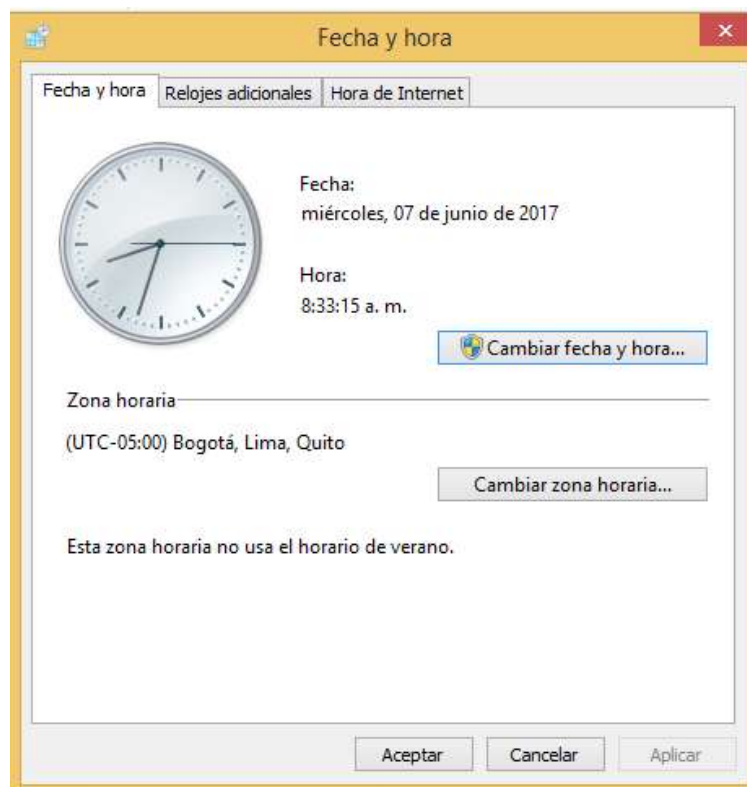 Fecha y hora
Fecha y hora Relojes adicionales Hora de Internet
Fecha:
miércoles, 07 de junio de 2017
Hora:
8:33:15 a. m.
Cambiar fecha y hora...
Zona horaria
(UTC-05:00) Bogotá, Lima, Quito
Cambiar zona horaria...
Esta zona horaria no usa el horario de verano.
Aceptar Cancelar Aplicar